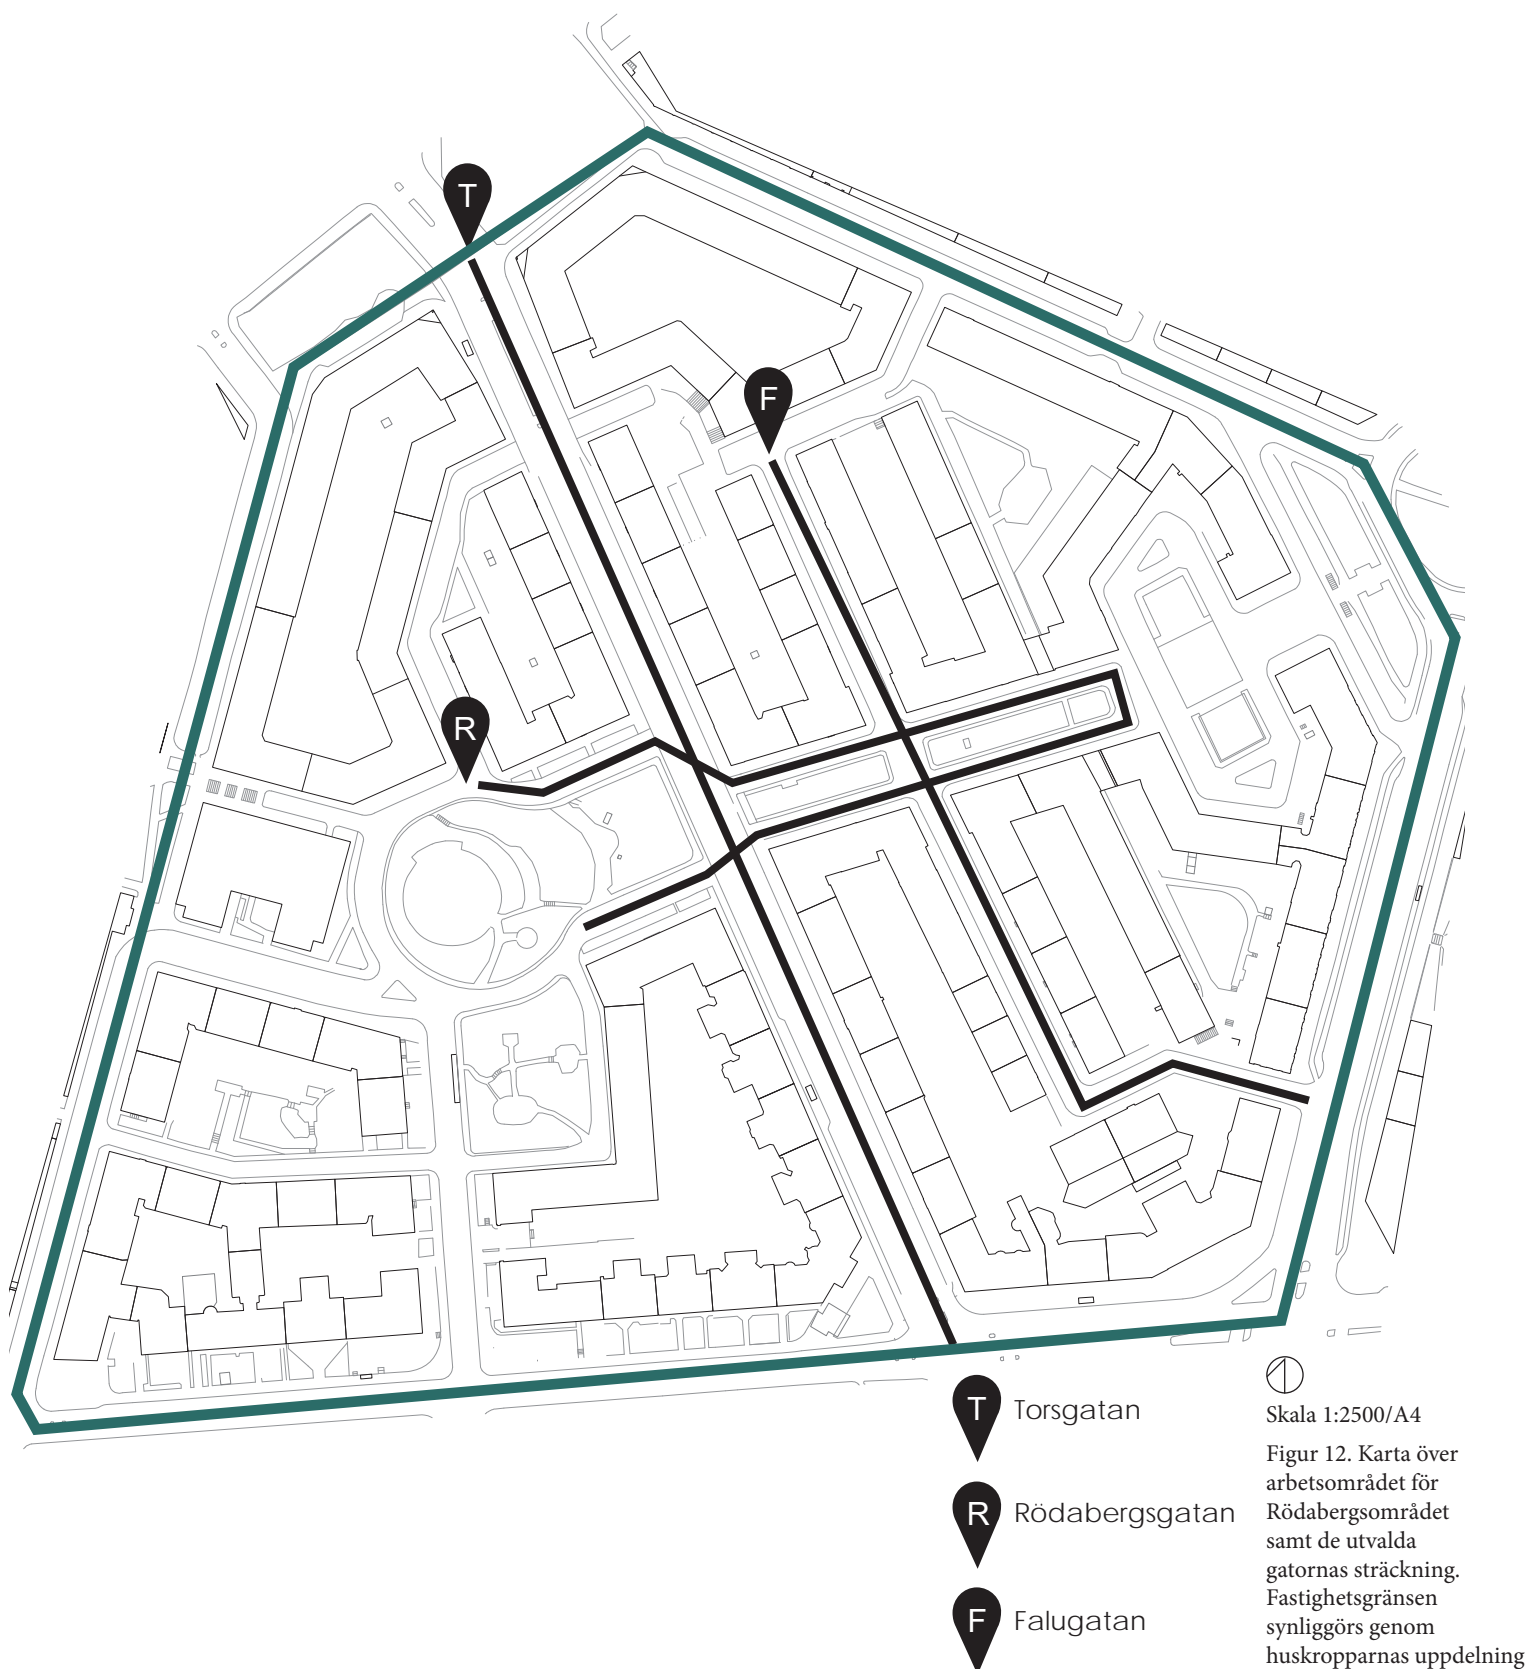 T
F
R
T Torsgatan
R Rödabergsgatan
F Falugatan
Skala 1:2500/A4
Figur 12. Karta över
arbetsområdet för
Rödabergsområdet
samt de utvalda
gatornas sträckning.
Fastighetsgränsen
synliggörs genom
huskropparnas uppdelning